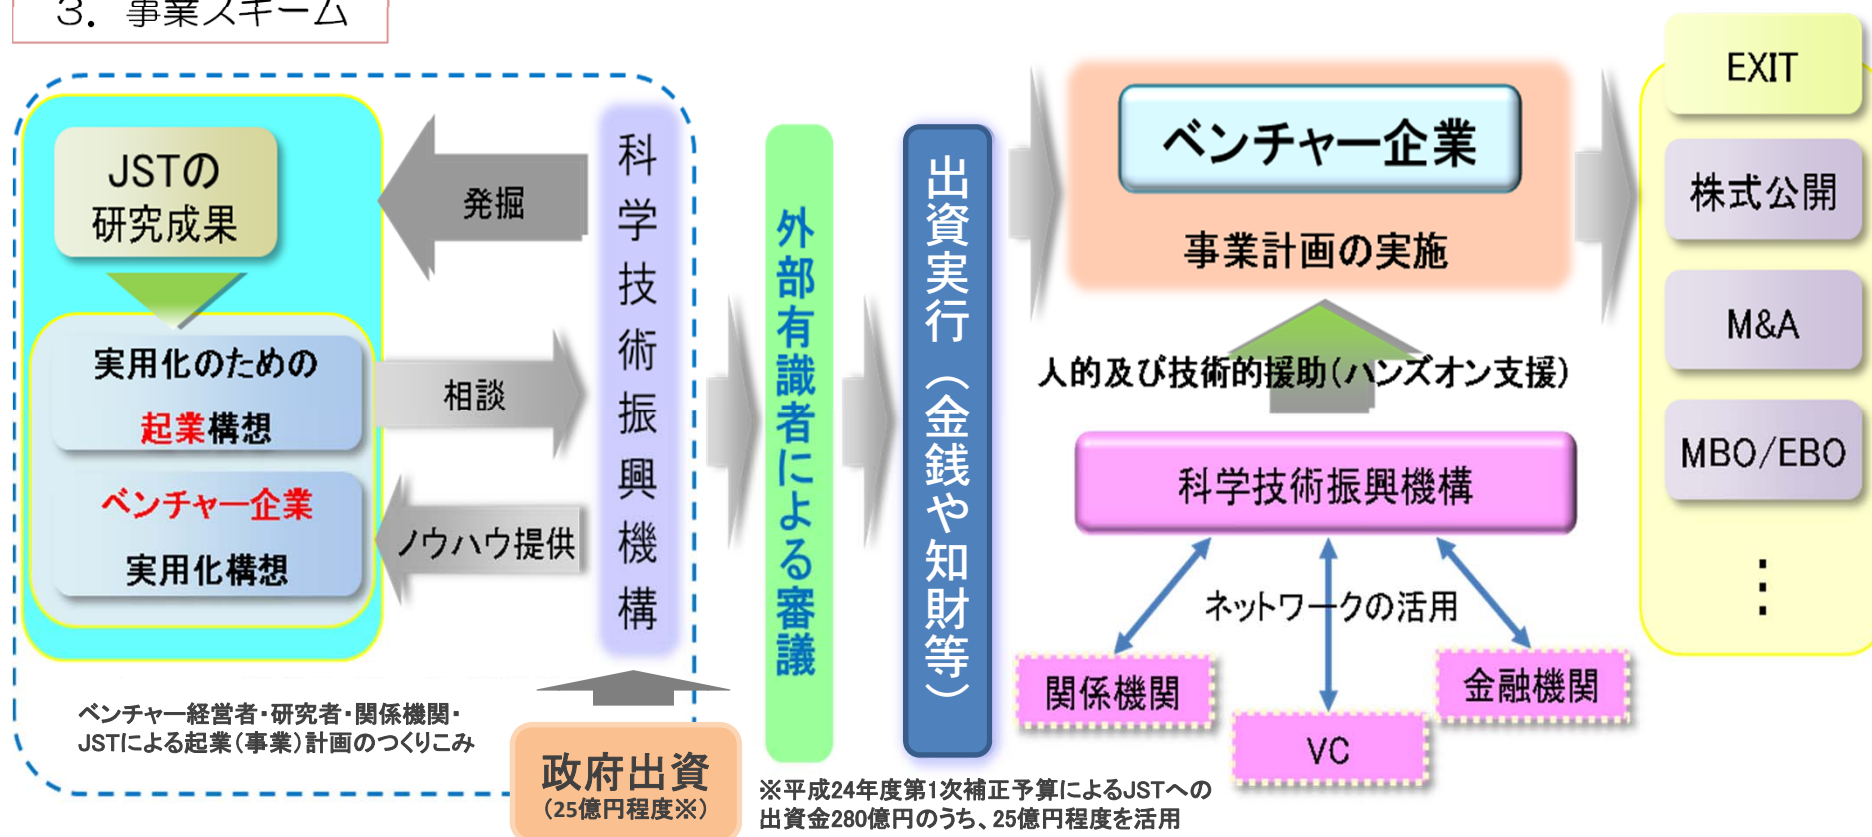 3．事業スキーム
JSTの
研究成果
実用化のための
起業構想
ベンチャー企業
実用化構想
発掘
相談
ノウハウ提供
科学技術振興機構
ベンチャー経営者・研究者・関係機関・
JSTによる起業（事業）計画のつくりこみ
政府出資
（25億円程度※）
外部有識者による審議
出資実行（金銭や知財等）
※平成24年度第1次補正予算によるJSTへの
出資金280億円のうち、25億円程度を活用
ベンチャー企業
事業計画の実施
人的及び技術的援助（ハンズオン支援）
科学技術振興機構
ネットワークの活用
関係機関
VC
金融機関
EXIT
株式公開
M&A
MBO/EBO
⋮